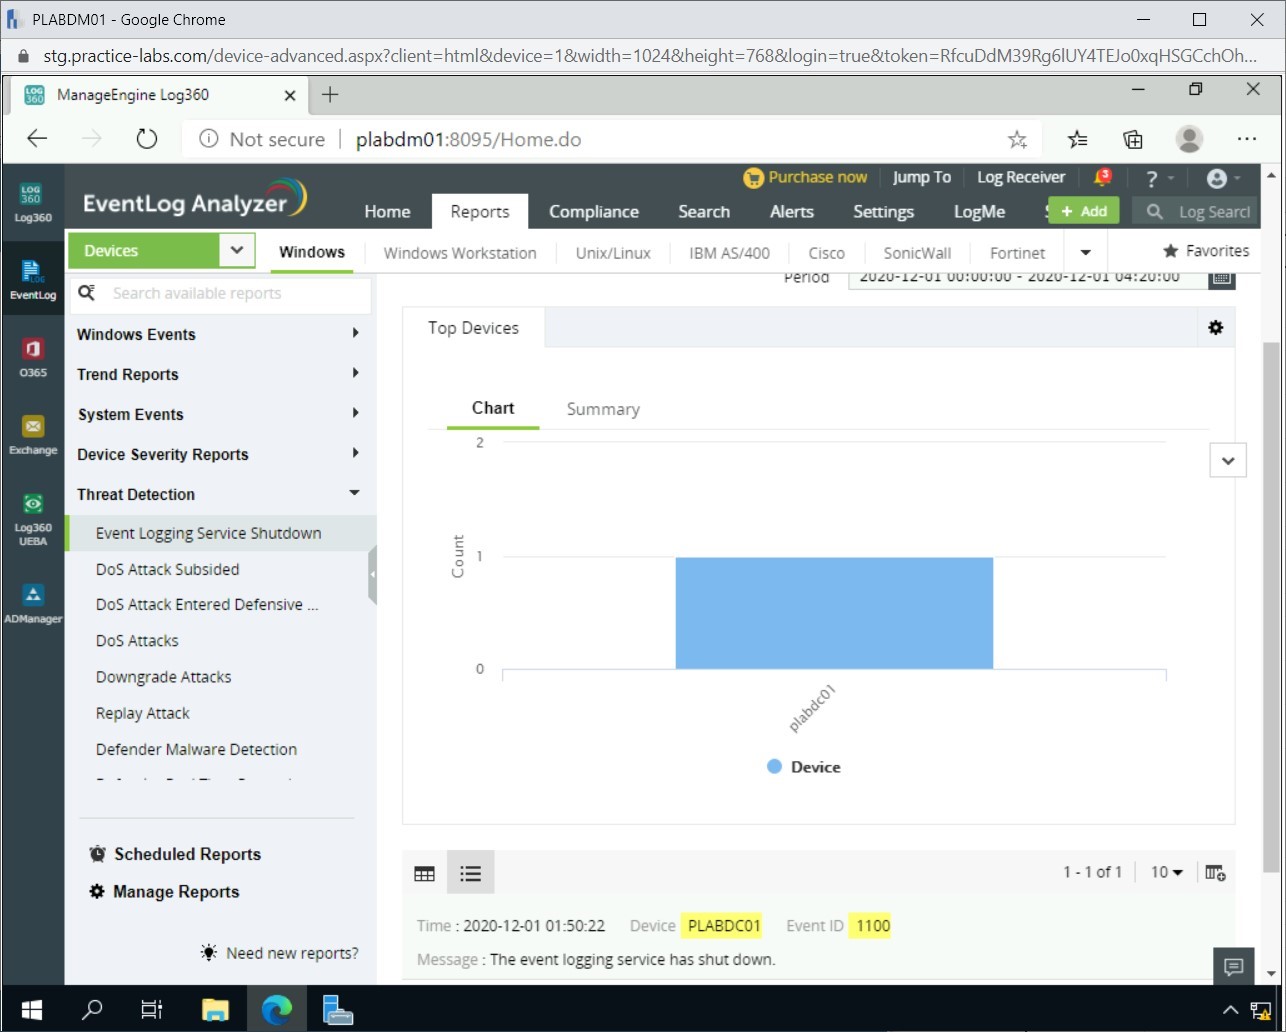 PLABDM01 - Google Chrome
stg.practice-labs.com/device-advanced.aspx?client=html&device=1&width=1024&height=768&login=true&token=RfcuDdM39Rg6lUY4TEJo0xqHSGCchOh...
LOG 360
ManageEngine Log360
Not secure
plabdm01:8095/Home.do
LOG 360
Log360
EventLog Analyzer
Purchase now
Jump To
Log Receiver
3
?
Home
Reports
Compliance
Search
Alerts
Settings
LogMe
+ Add
Log Searcl
Devices
Windows
Windows Workstation
Unix/Linux
IBM AS/400
Cisco
SonicWall
Fortinet
Favorites
LOG
EventLog
O365
Exchange
Log360
UEBA
ADManager
Search available reports
Windows Events
Trend Reports
System Events
Device Severity Reports
Threat Detection
Event Logging Service Shutdown
DoS Attack Subsided
DoS Attack Entered Defensive ...
DoS Attacks
Downgrade Attacks
Replay Attack
Defender Malware Detection
Scheduled Reports
Manage Reports
Need new reports?
Period
2020-12-01 00:00:00 - 2020-12-01 04:20:00
Top Devices
Chart
Summary
2
1
0
Count
plabdc01
Device
1 - 1 of 1
10
Time : 2020-12-01 01:50:22 Device PLABDC01 Event ID 1100
Message : The event logging service has shut down.